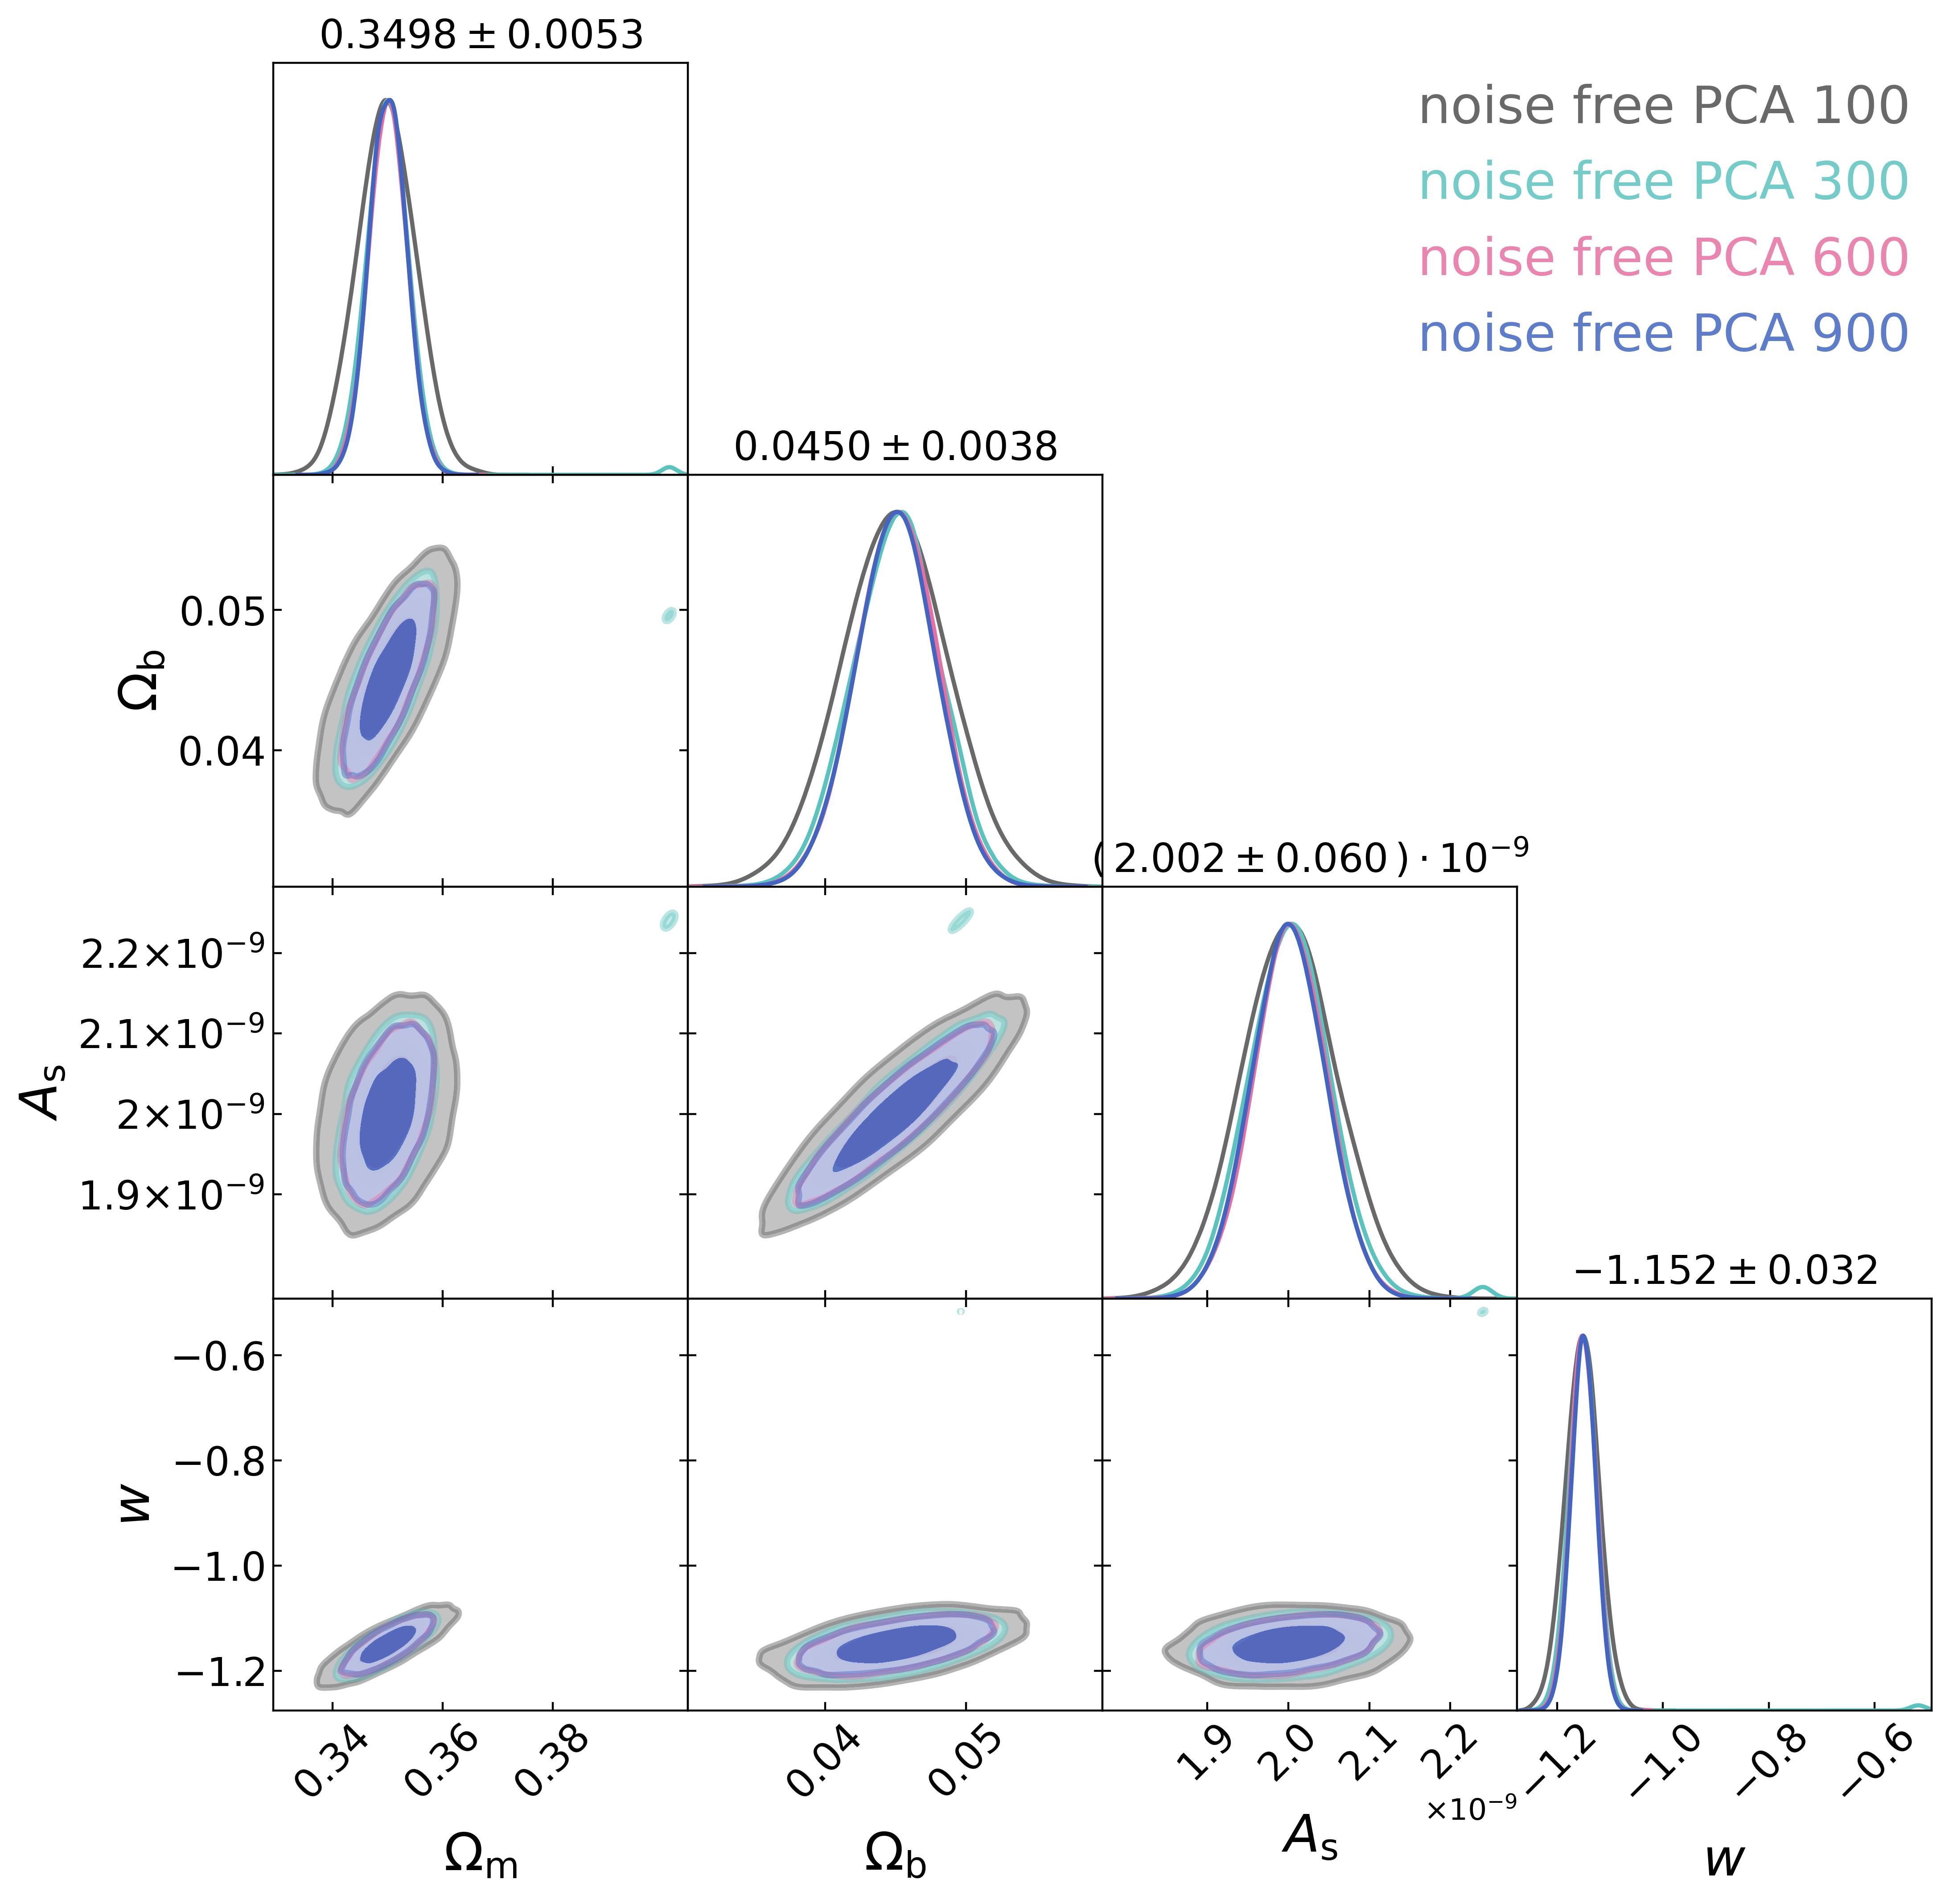 0.3498 ± 0.0053
noise free PCA 100
noise free PCA 300
noise free PCA 600
noise free PCA 900
0.0450 ± 0.0038
0.05
0.04
Ω_b
(2.002 ± 0.060) · 10⁻⁹
2.2×10⁻⁹
2.1×10⁻⁹
2×10⁻⁹
1.9×10⁻⁹
A_s
−1.152 ± 0.032
−0.6
−0.8
−1.0
−1.2
w
0.34 0.36 0.38
0.04 0.05
1.9 2.0 2.1 2.2
×10⁻⁹
−1.2 −1.0 −0.8 −0.6
Ω_m
Ω_b
A_s
w